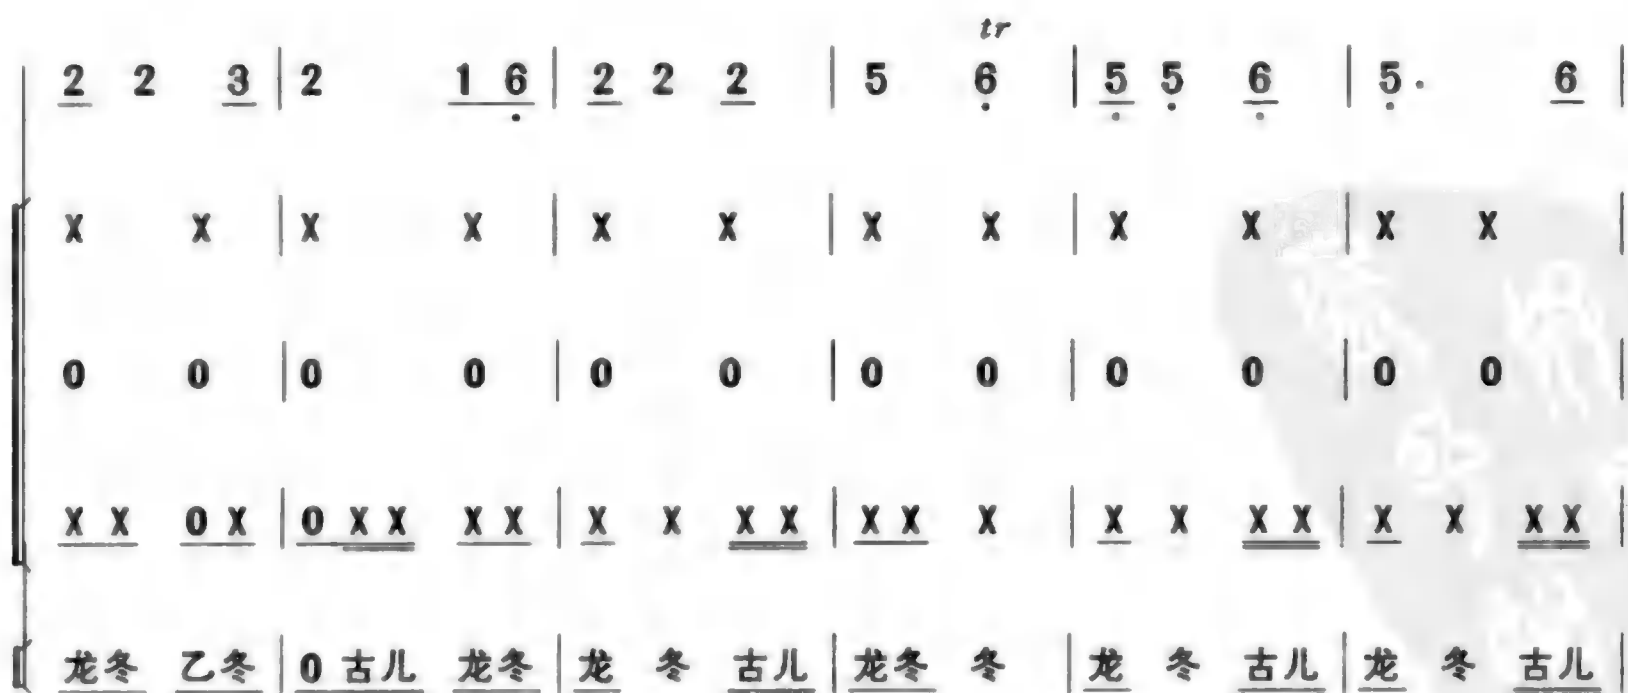 tr
2 2 3 | 2 1 6 | 2 2 2 | 5 6 | 5 5 6 | 5· 6 |
X X | X X | X X | X X | X X | X X |
0 0 | 0 0 | 0 0 | 0 0 | 0 0 | 0 0 |
X X 0 X | 0 X X X X | X X X X | X X X | X X X X | X X X X |
龙冬 乙冬 | 0 古儿 龙冬 | 龙 冬 古儿 | 龙冬 冬 | 龙 冬 古儿 | 龙 冬 古儿 |